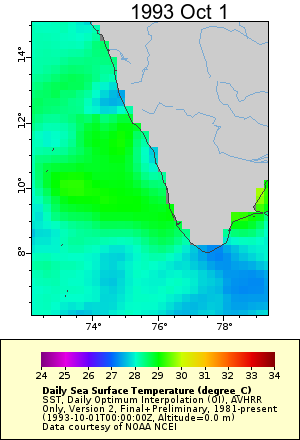 1993 Oct 1
14°
12°
10°
8°
74°
76°
78°
24 25 26 27 28 29 30 31 32 33 34
Daily Sea Surface Temperature (degree_C)
SST, Daily Optimum Interpolation (OI), AVHRR
Only, Version 2, Final+Preliminary, 1981-present
(1993-10-01T00:00:00Z, Altitude=0.0 m)
Data courtesy of NOAA NCEI